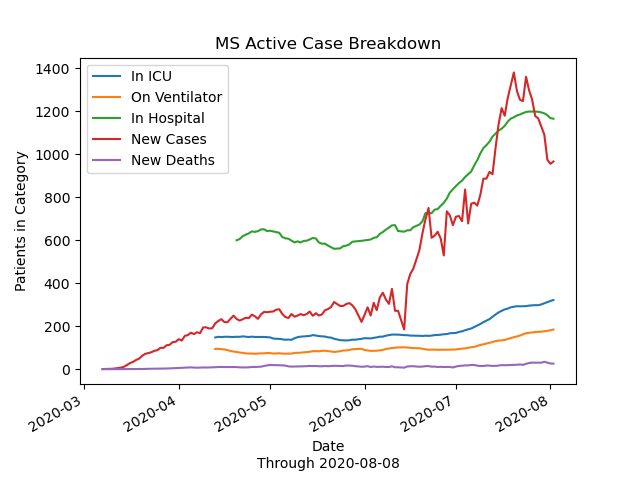 MS Active Case Breakdown
In ICU
On Ventilator
In Hospital
New Cases
New Deaths
Patients in Category
1400
1200
1000
800
600
400
200
0
2020-03
2020-04
2020-05
2020-06
2020-07
2020-08
Date
Through 2020-08-08